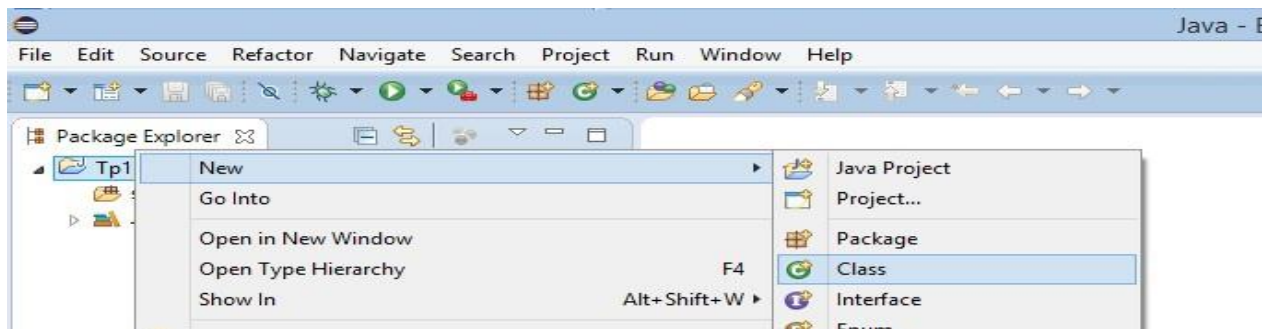 Java - E
File Edit Source Refactor Navigate Search Project Run Window Help
Package Explorer
Tp1
New
Java Project
Go Into
Project...
Open in New Window
Package
Open Type Hierarchy F4
Class
Show In Alt+Shift+W
Interface
Enum